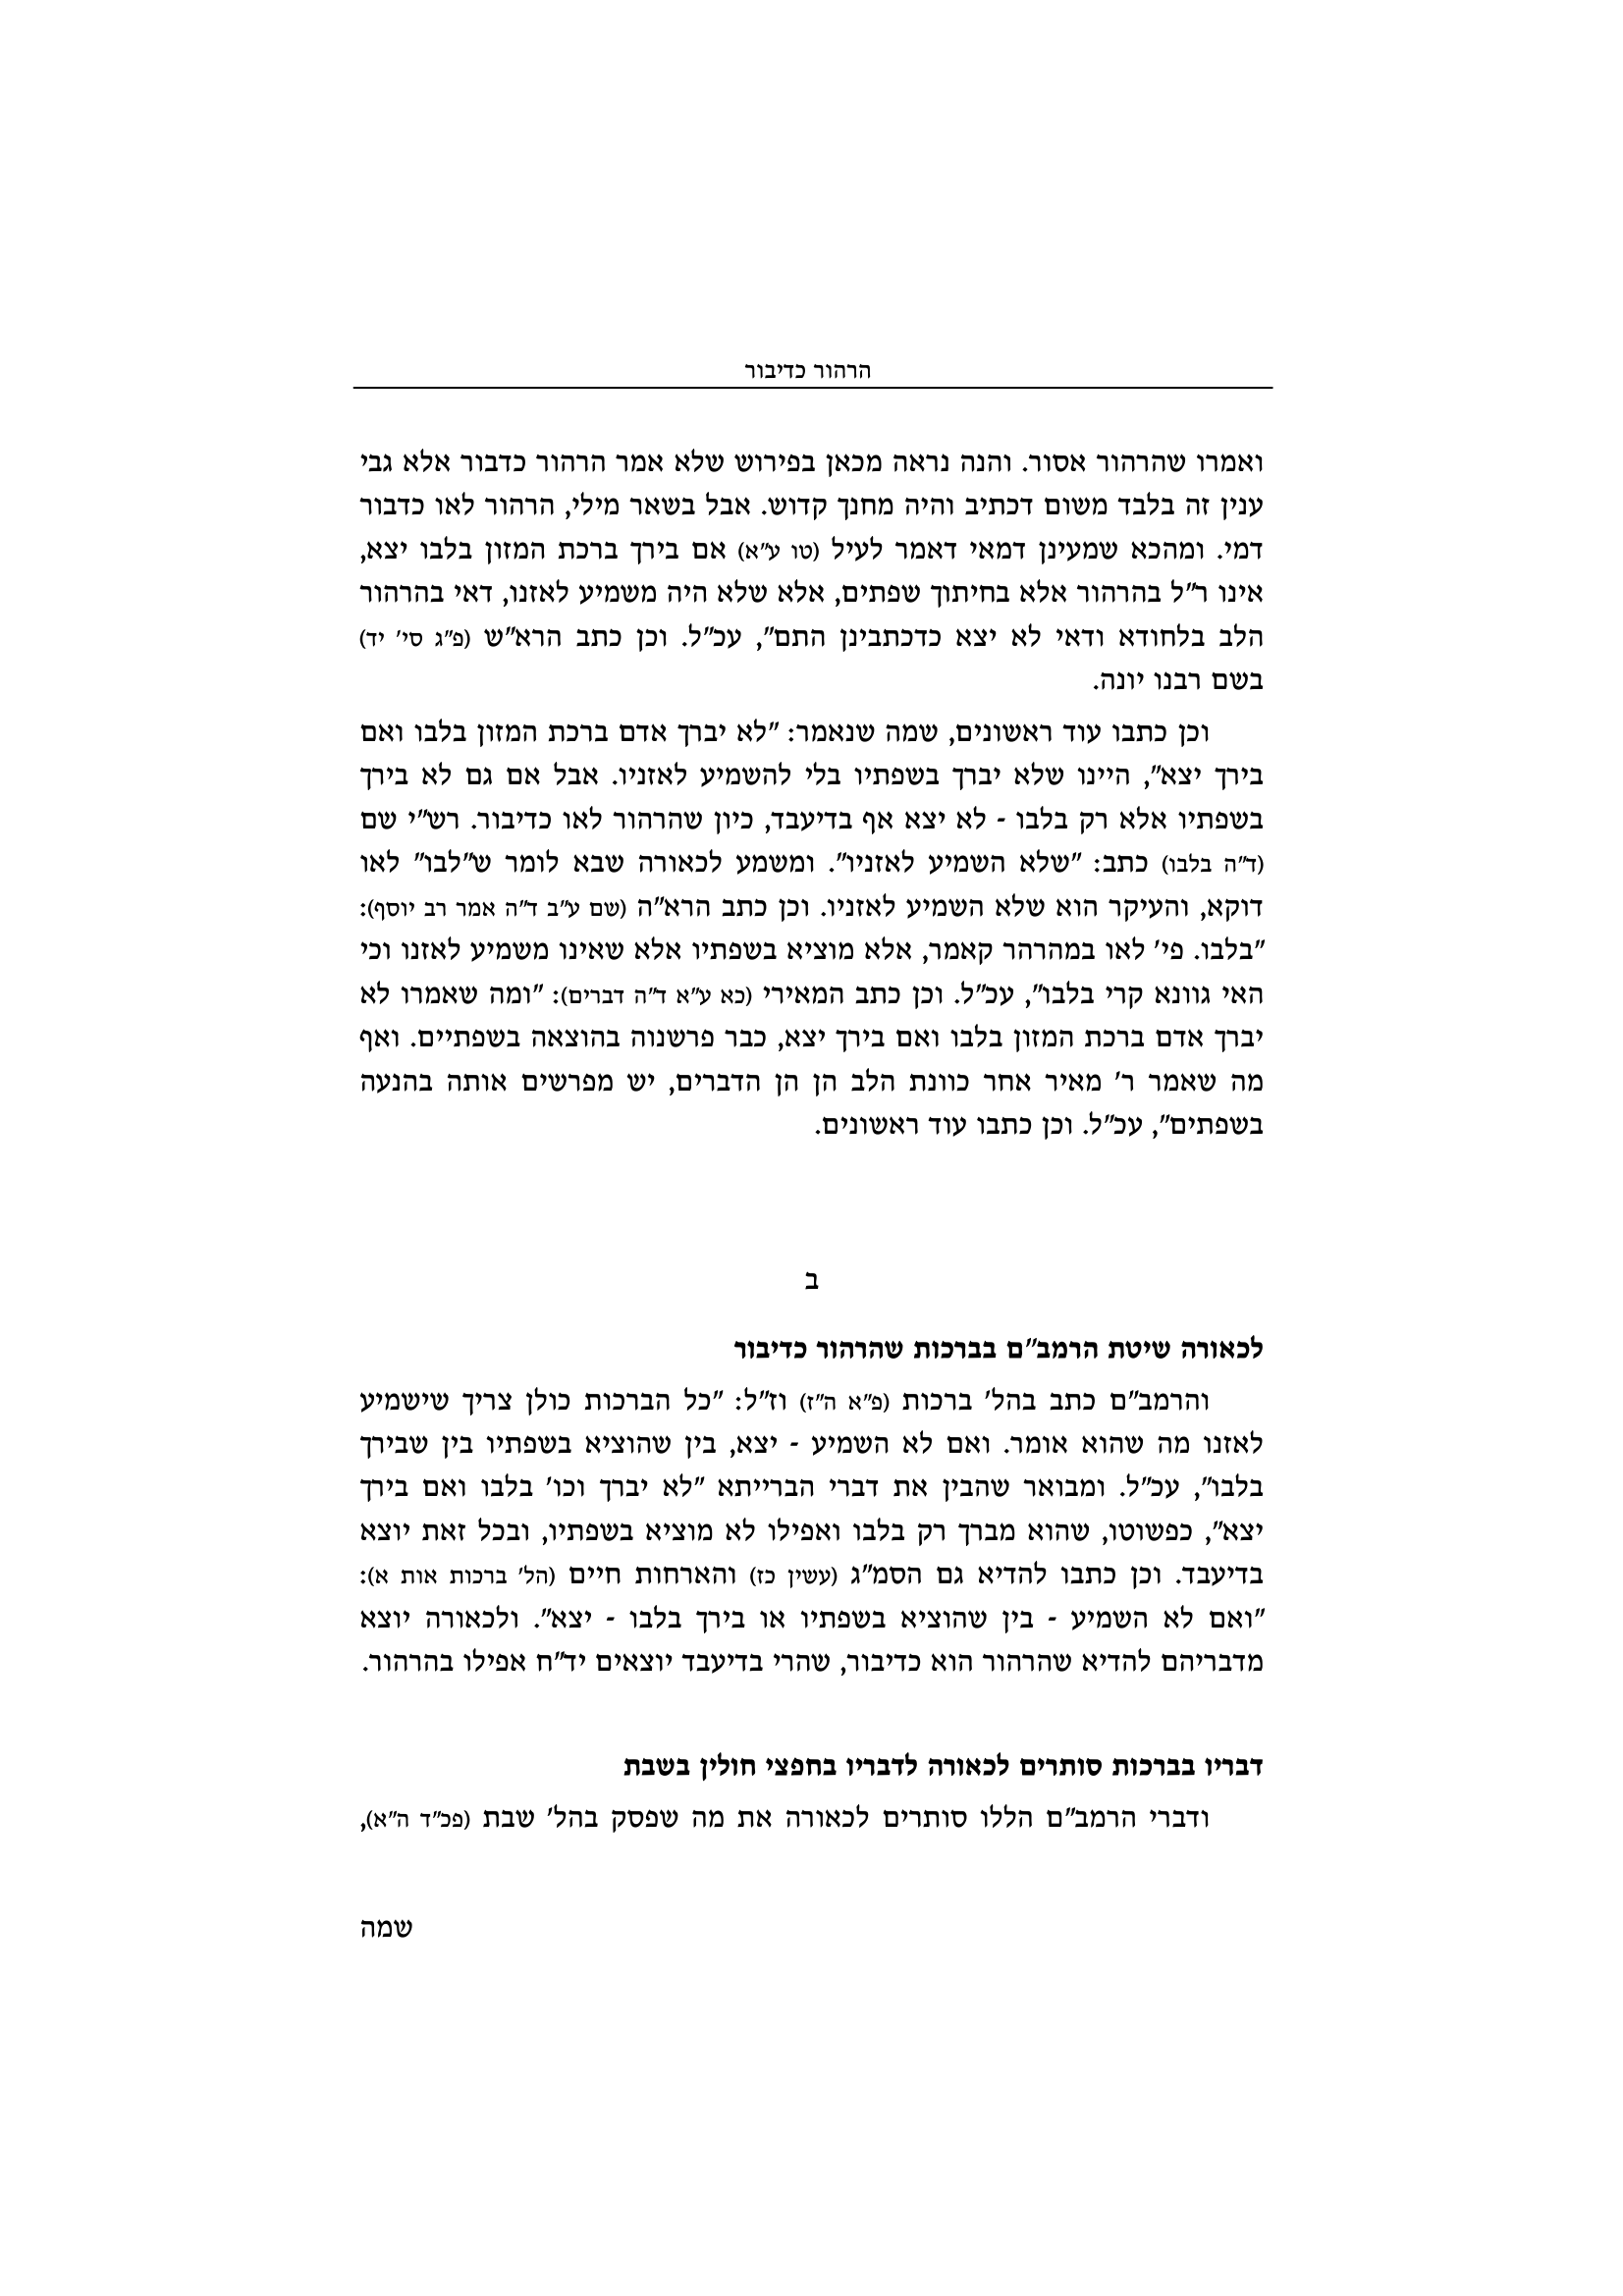 הרהור כדיבור
ואמרו שהרהור אסור. והנה נראה מכאן בפירוש שלא אמר הרהור כדבור אלא גבי
ענין זה בלבד משום דכתיב והיה מחנך קדוש. אבל בשאר מילי, הרהור לאו כדבור
דמי. ומהכא שמעינן דמאי דאמר לעיל (טו ע"א) אם בירך ברכת המזון בלבו יצא,
אינו ר"ל בהרהור אלא בחיתוך שפתים, אלא שלא היה משמיע לאזנו, דאי בהרהור
הלב בלחודא ודאי לא יצא כדכתבינן התם", עכ"ל. וכן כתב הרא"ש (פ"ג סי' יד)
בשם רבנו יונה.
וכן כתבו עוד ראשונים, שמה שנאמר: "לא יברך אדם ברכת המזון בלבו ואם
בירך יצא", היינו שלא יברך בשפתיו בלי להשמיע לאזניו. אבל אם גם לא בירך
בשפתיו אלא רק בלבו - לא יצא אף בדיעבד, כיון שהרהור לאו כדיבור. רש"י שם
(ד"ה בלבו) כתב: "שלא השמיע לאזניו". ומשמע לכאורה שבא לומר ש"לבו" לאו
דוקא, והעיקר הוא שלא השמיע לאזניו. וכן כתב הרא"ה (שם ע"ב ד"ה אמר רב יוסף):
"בלבו. פי' לאו במהרהר קאמר, אלא מוציא בשפתיו אלא שאינו משמיע לאזנו וכי
האי גוונא קרי בלבו", עכ"ל. וכן כתב המאירי (כא ע"א ד"ה דברים): "ומה שאמרו לא
יברך אדם ברכת המזון בלבו ואם בירך יצא, כבר פרשנוה בהוצאה בשפתיים. ואף
מה שאמר ר' מאיר אחר כוונת הלב הן הן הדברים, יש מפרשים אותה בהנעה
בשפתים", עכ"ל. וכן כתבו עוד ראשונים.
ב
לכאורה שיטת הרמב"ם בברכות שהרהור כדיבור
והרמב"ם כתב בהל' ברכות (פ"א ה"ז) וז"ל: "כל הברכות כולן צריך שישמיע
לאזנו מה שהוא אומר. ואם לא השמיע - יצא, בין שהוציא בשפתיו בין שבירך
בלבו", עכ"ל. ומבואר שהבין את דברי הברייתא "לא יברך וכו' בלבו ואם בירך
יצא", כפשוטו, שהוא מברך רק בלבו ואפילו לא מוציא בשפתיו, ובכל זאת יוצא
בדיעבד. וכן כתבו להדיא גם הסמ"ג (עשין כז) והארחות חיים (הל' ברכות אות א):
"ואם לא השמיע - בין שהוציא בשפתיו או בירך בלבו - יצא". ולכאורה יוצא
מדבריהם להדיא שהרהור הוא כדיבור, שהרי בדיעבד יוצאים יד"ח אפילו בהרהור.
דבריו בברכות סותרים לכאורה לדבריו בחפצי חולין בשבת
ודברי הרמב"ם הללו סותרים לכאורה את מה שפסק בהל' שבת (פכ"ד ה"א),
שמה